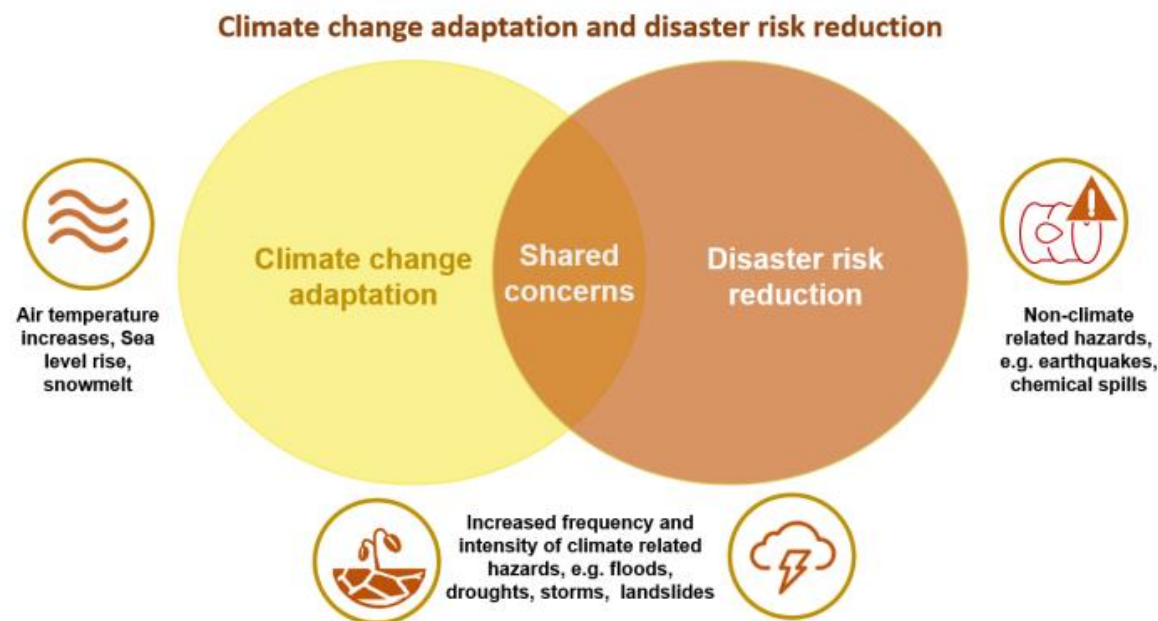 Climate change adaptation and disaster risk reduction
Climate change
adaptation
Shared
concerns
Disaster risk
reduction
Air temperature
increases, Sea
level rise,
snowmelt
Non-climate
related hazards,
e.g. earthquakes,
chemical spills
Increased frequency and
intensity of climate related
hazards, e.g. floods,
droughts, storms, landslides